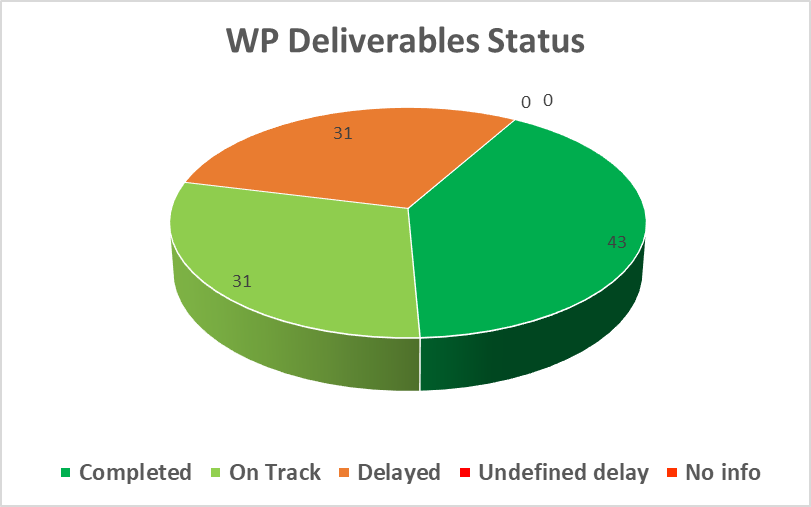 WP Deliverables Status
0 0
31
43
31
Completed On Track Delayed Undefined delay No info